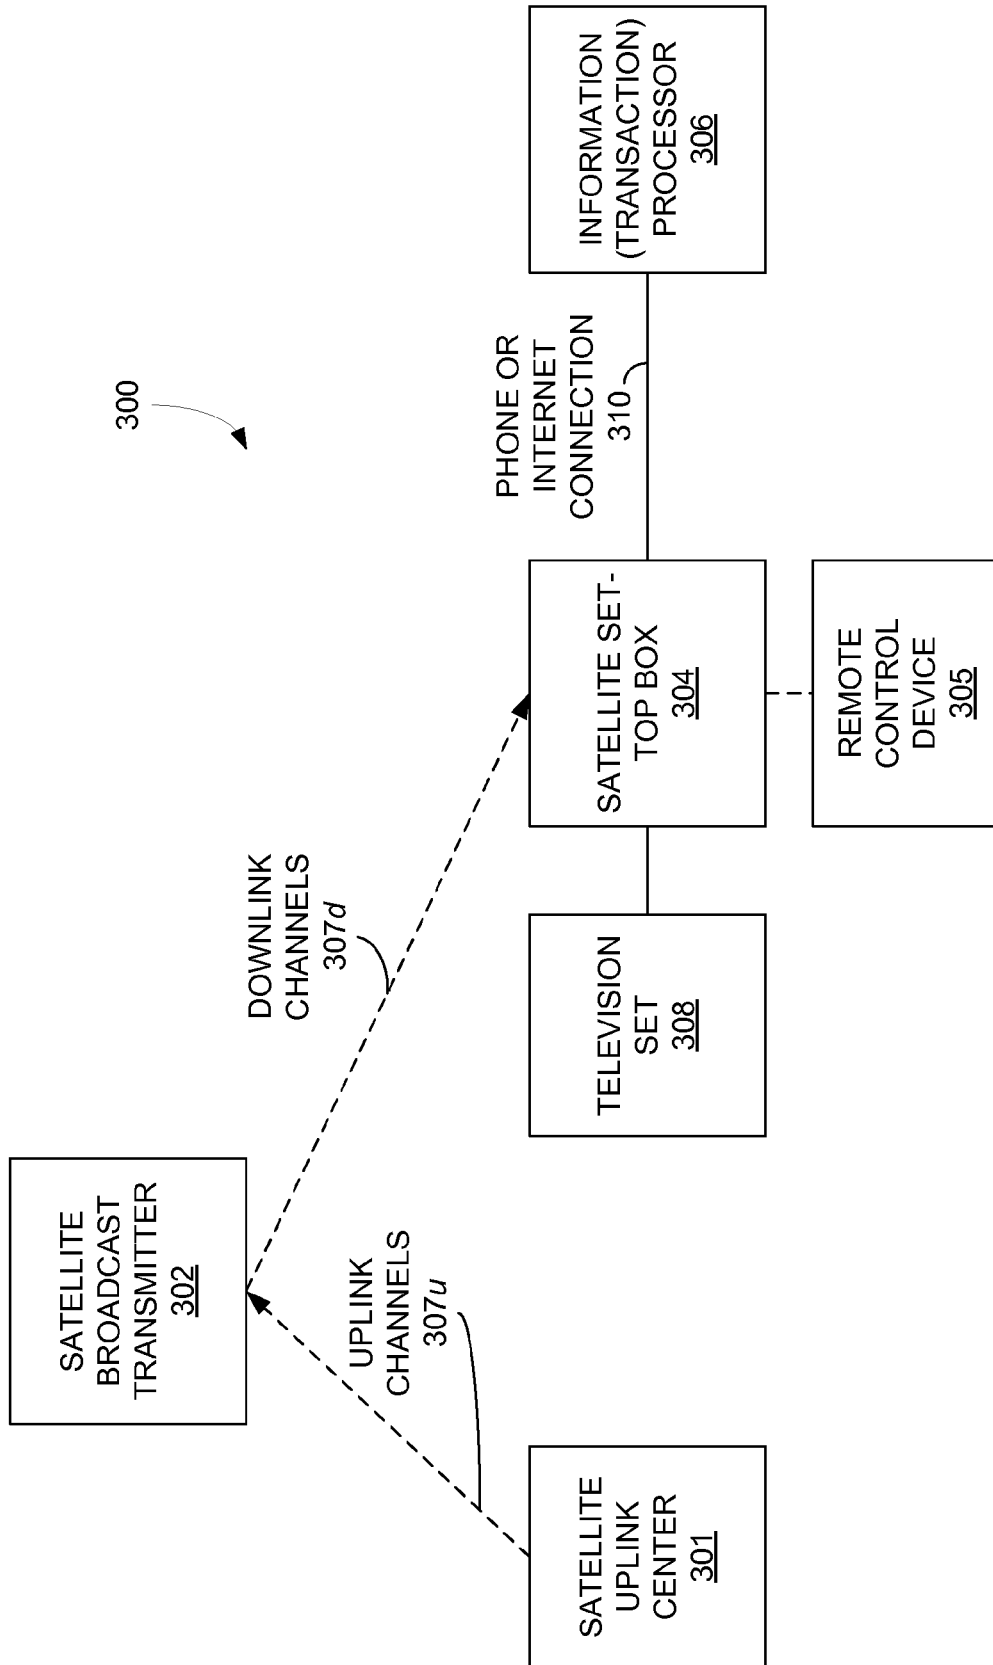 300
SATELLITE
BROADCAST
TRANSMITTER
302
UPLINK
CHANNELS
307u
DOWNLINK
CHANNELS
307d
SATELLITE
UPLINK
CENTER
301
TELEVISION
SET
308
SATELLITE SET-
TOP BOX
304
PHONE OR
INTERNET
CONNECTION
310
INFORMATION
(TRANSACTION)
PROCESSOR
306
REMOTE
CONTROL
DEVICE
305